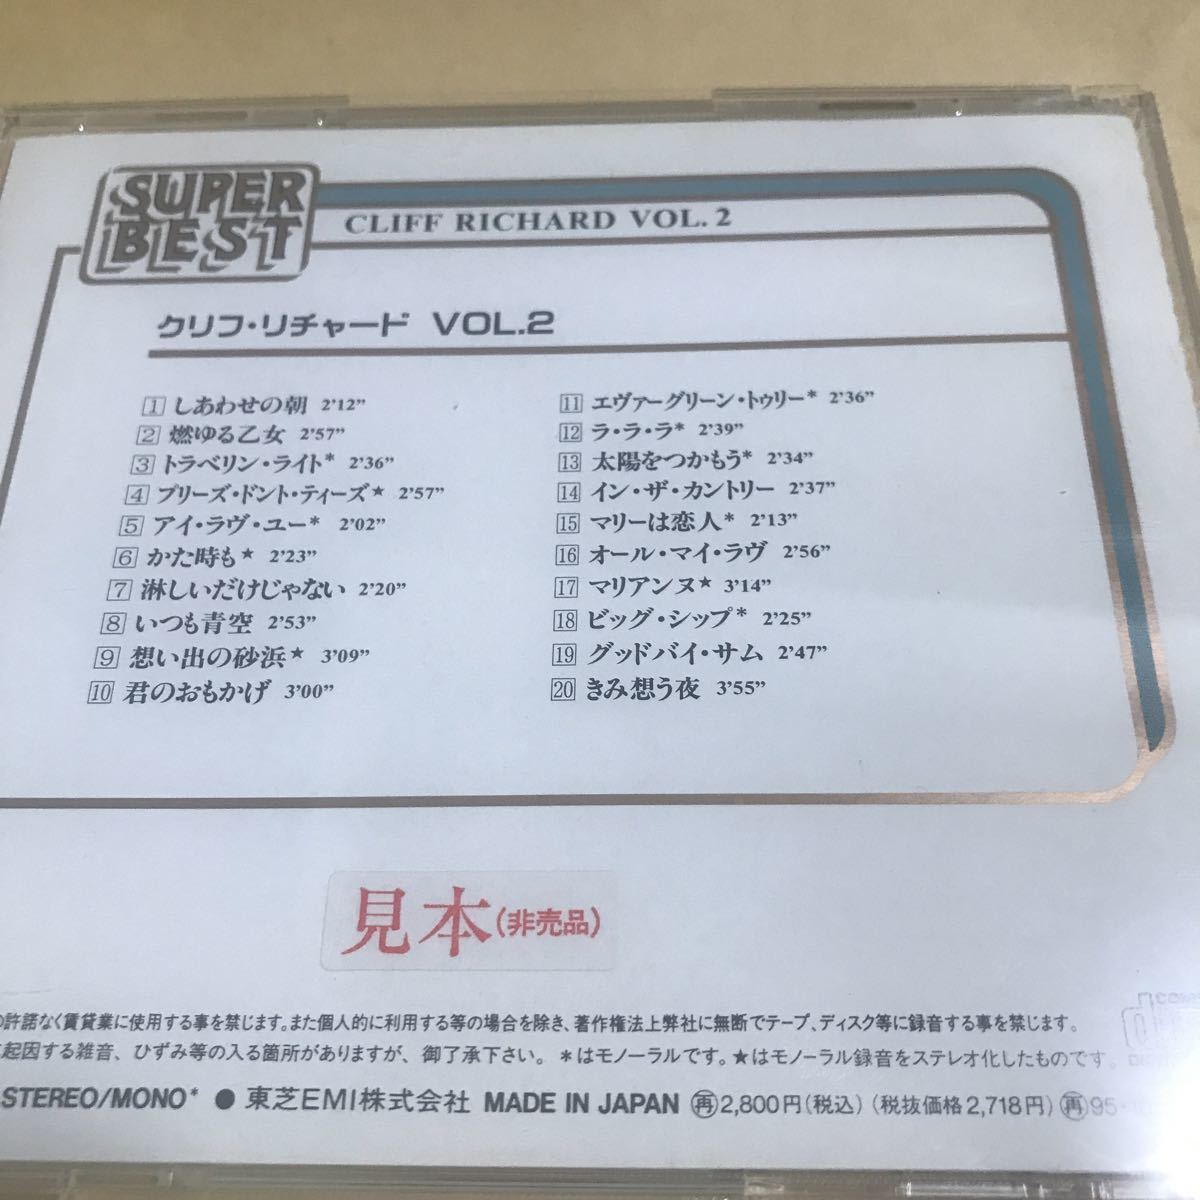 SUPER BEST
CLIFF RICHARD VOL. 2
クリフ・リチャード VOL.2
1 しあわせの朝 2'12”
2 燃ゆる乙女 2'57”
3 トラベリン・ライト* 2'36”
4 プリーズ・ドント・ティーズ★ 2'57”
5 アイ・ラヴ・ユー* 2'02”
6 かた時も★ 2'23”
7 淋しいだけじゃない 2'20”
8 いつも青空 2'53”
9 想い出の砂浜★ 3'09”
10 君のおもかげ 3'00”
11 エヴァーグリーン・トゥリー* 2'36”
12 ラ・ラ・ラ* 2'39”
13 太陽をつかもう* 2'34”
14 イン・ザ・カントリー 2'37”
15 マリーは恋人* 2'13”
16 オール・マイ・ラヴ 2'56”
17 マリアンヌ★ 3'14”
18 ビッグ・シップ* 2'25”
19 グッドバイ・サム 2'47”
20 きみ想う夜 3'55”
見本(非売品)
許諾なく賃貸業に使用する事を禁じます。また個人的に利用する等の場合を除き、著作権法上弊社に無断でテープ、ディスク等に録音する事を禁じます。
起因する雑音、ひずみ等の入る箇所がありますが、御了承下さい。*はモノーラルです。★はモノーラル録音をステレオ化したものです。
STEREO/MONO* ● 東芝EMI株式会社 MADE IN JAPAN 再2,800円(税込) (税抜価格2,718円) 再95・